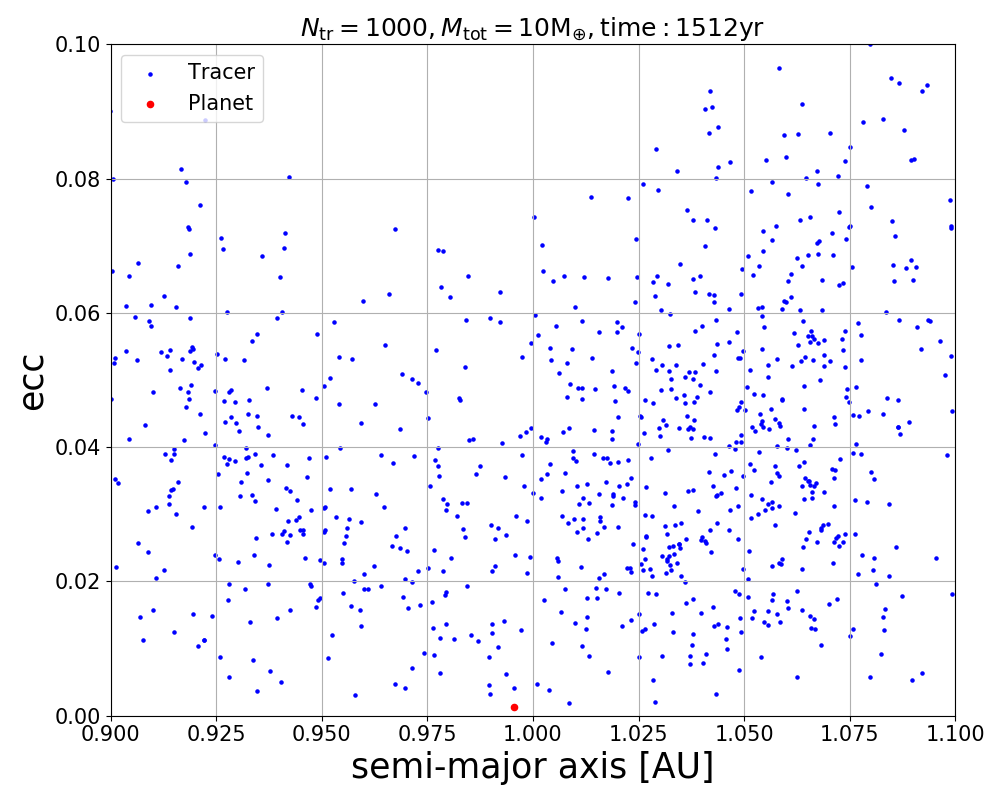 N_tr = 1000, M_tot = 10M_⊕, time : 1512yr
Tracer
Planet
ecc
0.10
0.08
0.06
0.04
0.02
0.00
0.900 0.925 0.950 0.975 1.000 1.025 1.050 1.075 1.100
semi-major axis [AU]